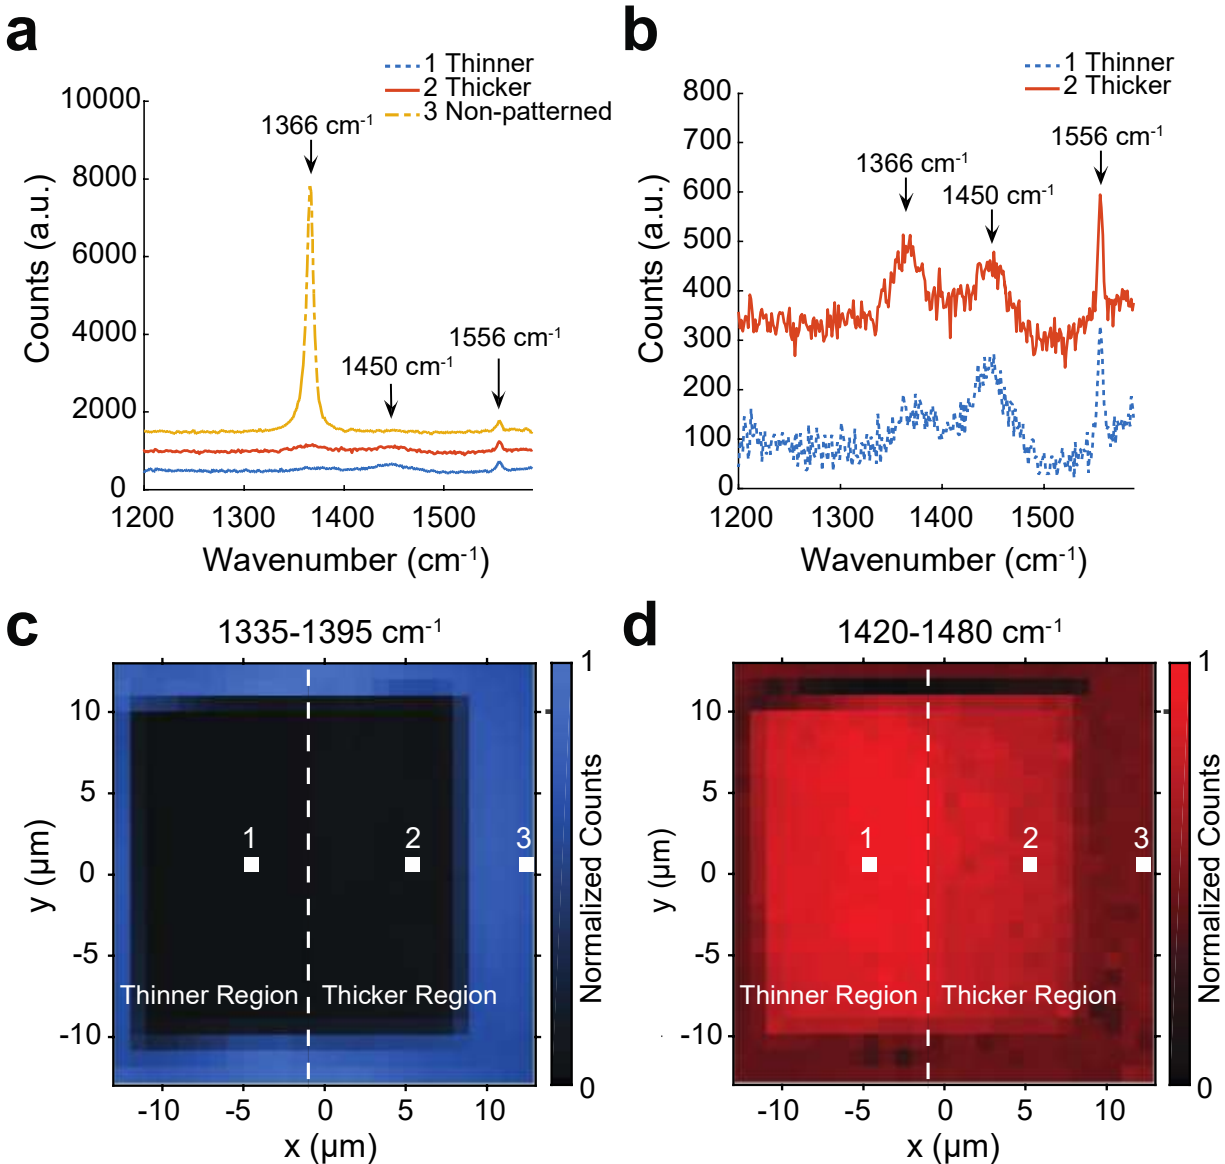 a
1 Thinner
2 Thicker
3 Non-patterned
10000
8000
6000
4000
2000
0
Counts (a.u.)
1366 cm-1
1450 cm-1
1556 cm-1
1200 1300 1400 1500
Wavenumber (cm-1)
b
1 Thinner
2 Thicker
800
700
600
500
400
300
200
100
0
Counts (a.u.)
1366 cm-1
1450 cm-1
1556 cm-1
1200 1300 1400 1500
Wavenumber (cm-1)
c
1335-1395 cm-1
10
5
0
-5
-10
y (µm)
1 2 3
Thinner Region Thicker Region
-10 -5 0 5 10
x (µm)
1
0
Normalized Counts
d
1420-1480 cm-1
10
5
0
-5
-10
y (µm)
1 2 3
Thinner Region Thicker Region
-10 -5 0 5 10
x (µm)
1
0
Normalized Counts